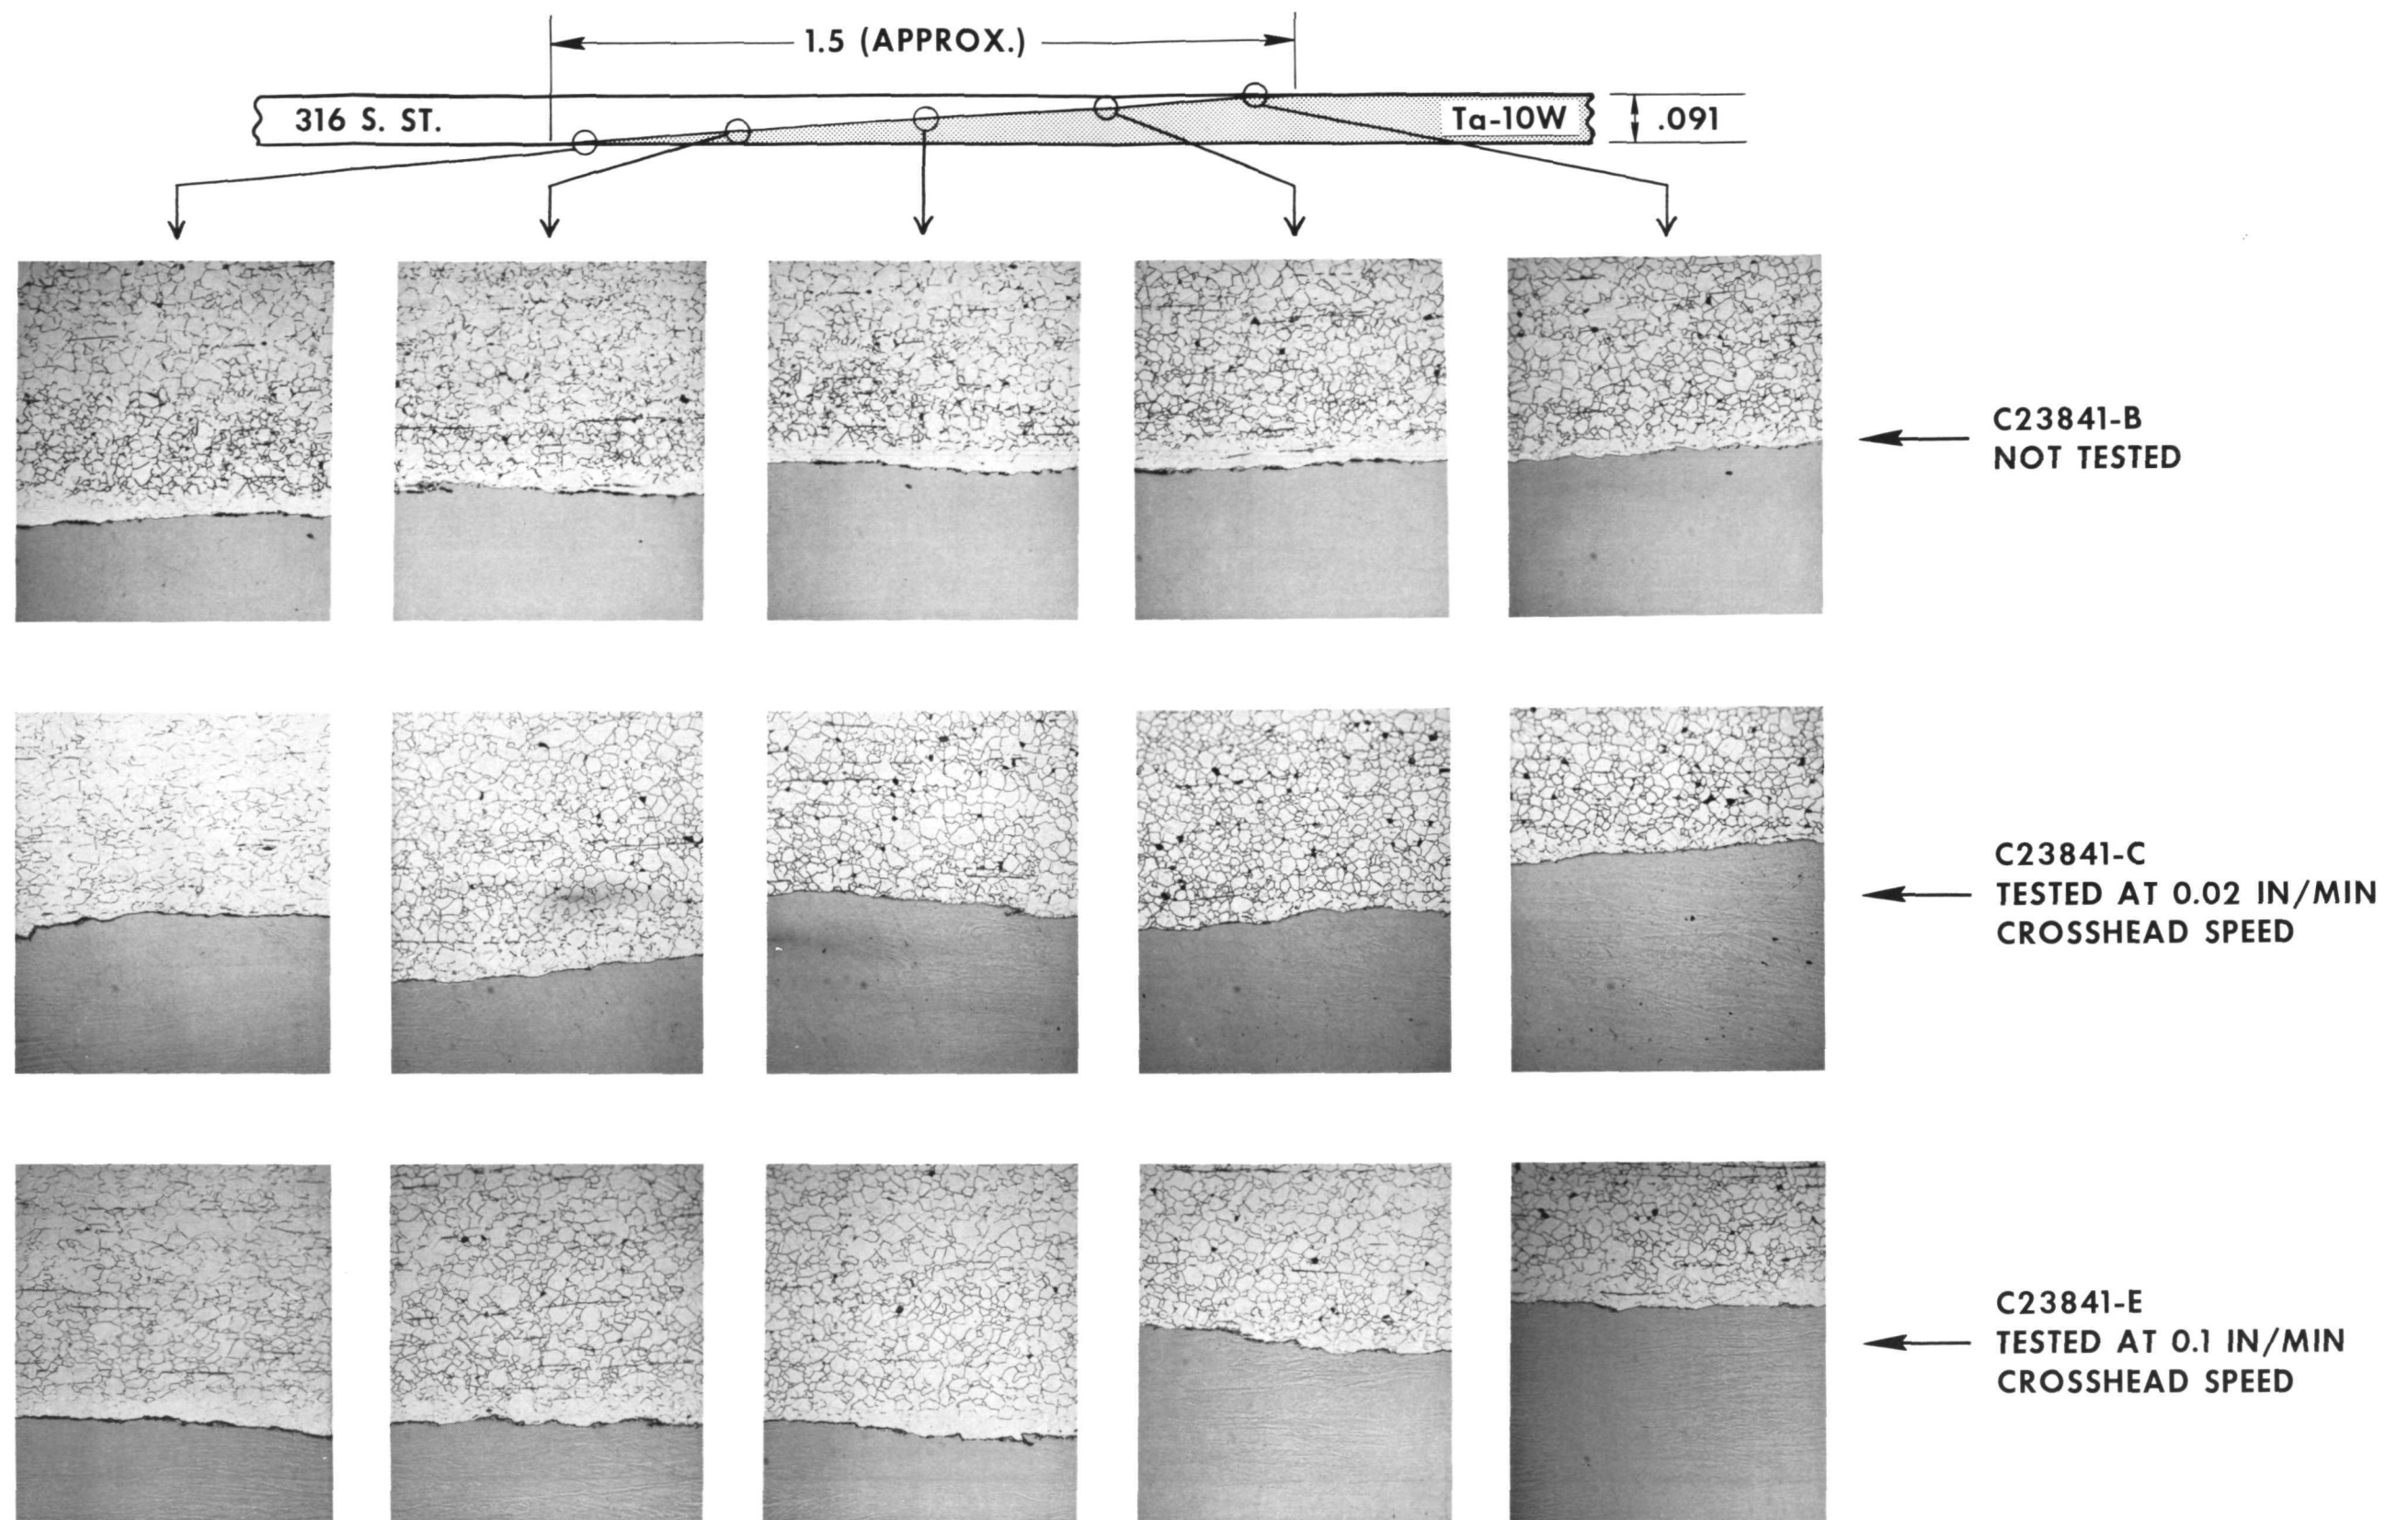 1.5 (APPROX.)
316 S. ST.
Ta-10W
.091
C23841-B
NOT TESTED
C23841-C
TESTED AT 0.02 IN/MIN
CROSSHEAD SPEED
C23841-E
TESTED AT 0.1 IN/MIN
CROSSHEAD SPEED